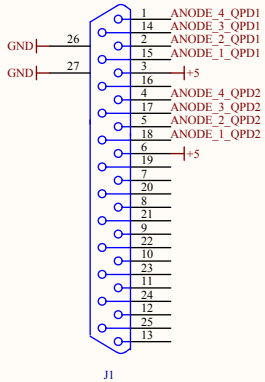 1 ANODE_4_QPD1
14 ANODE_3_QPD1
GND 26 2 ANODE_2_QPD1
15 ANODE_1_QPD1
GND 27 3 +5
16
4 ANODE_4_QPD2
17 ANODE_3_QPD2
5 ANODE_2_QPD2
18 ANODE_1_QPD2
6 +5
19
7
20
8
21
9
22
10
23
11
24
12
25
13
J1